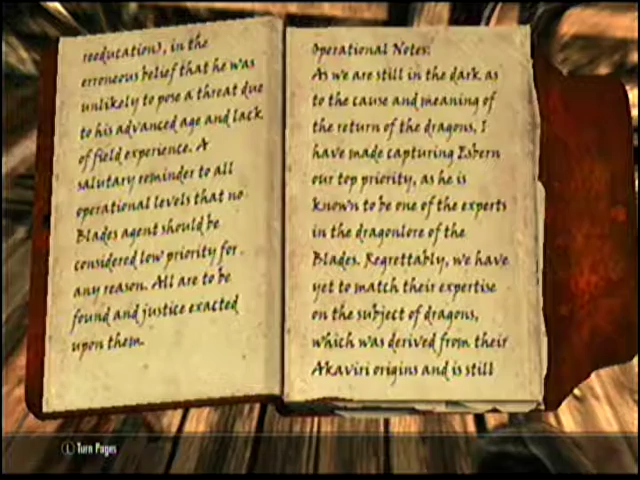 reeducation), in the
erroneous belief that he was
unlikely to pose a threat due
to his advanced age and lack
of field experience. A
salutary reminder to all
operational levels that no
Blades agent should be
considered low priority for
any reason. All are to be
found and justice exacted
upon them.
Operational Notes:
As we are still in the dark as
to the cause and meaning of
the return of the dragons, I
have made capturing Esbern
our top priority, as he is
known to be one of the experts
in the dragonlore of the
Blades. Regrettably, we have
yet to match their expertise
on the subject of dragons,
which was derived from their
Akaviri origins and is still
L Turn Pages